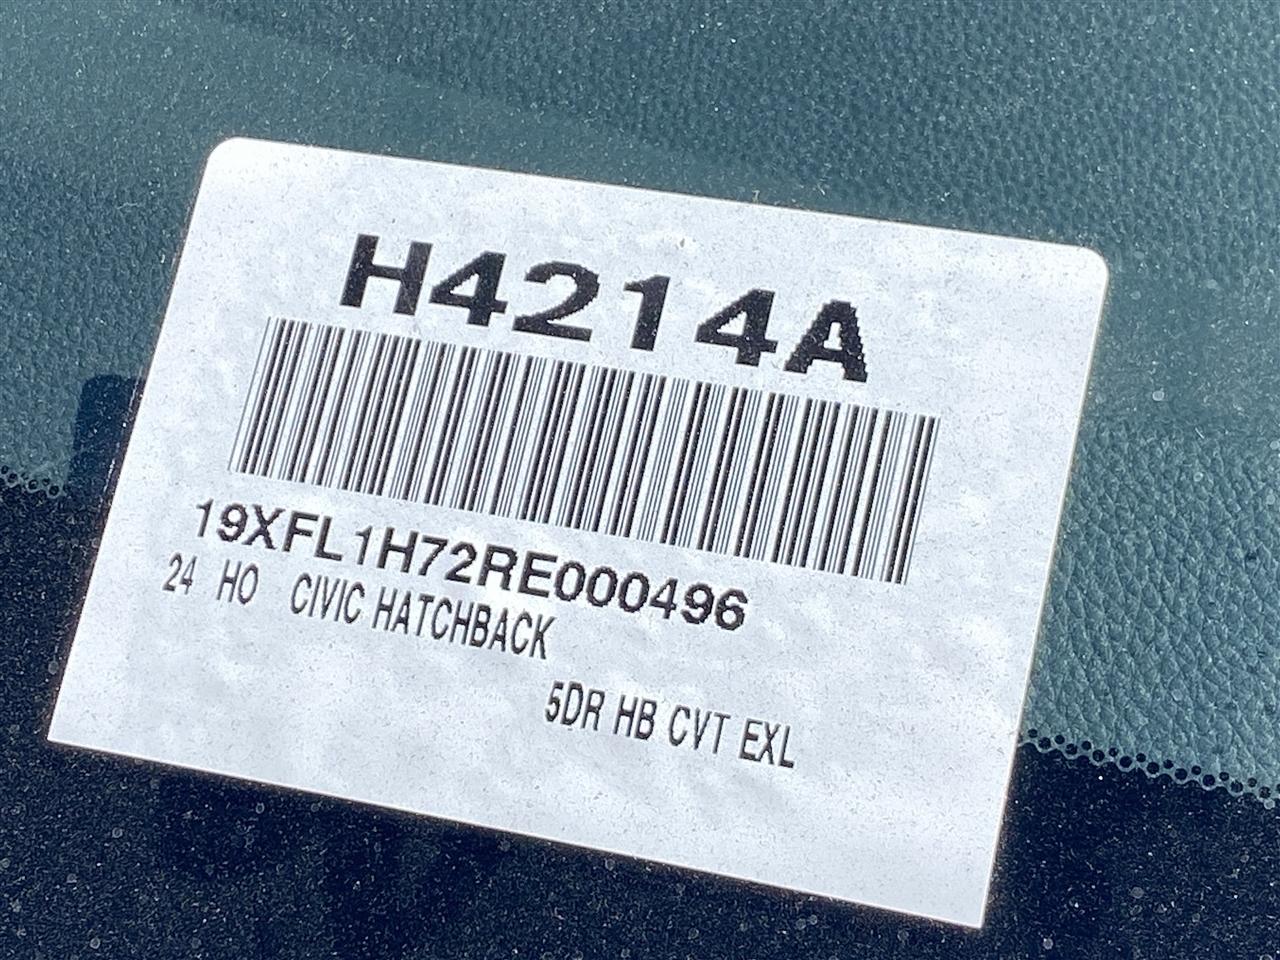 H4214A
19XFL1H72RE000496
24 HO CIVIC HATCHBACK
5DR HB CVT EXL